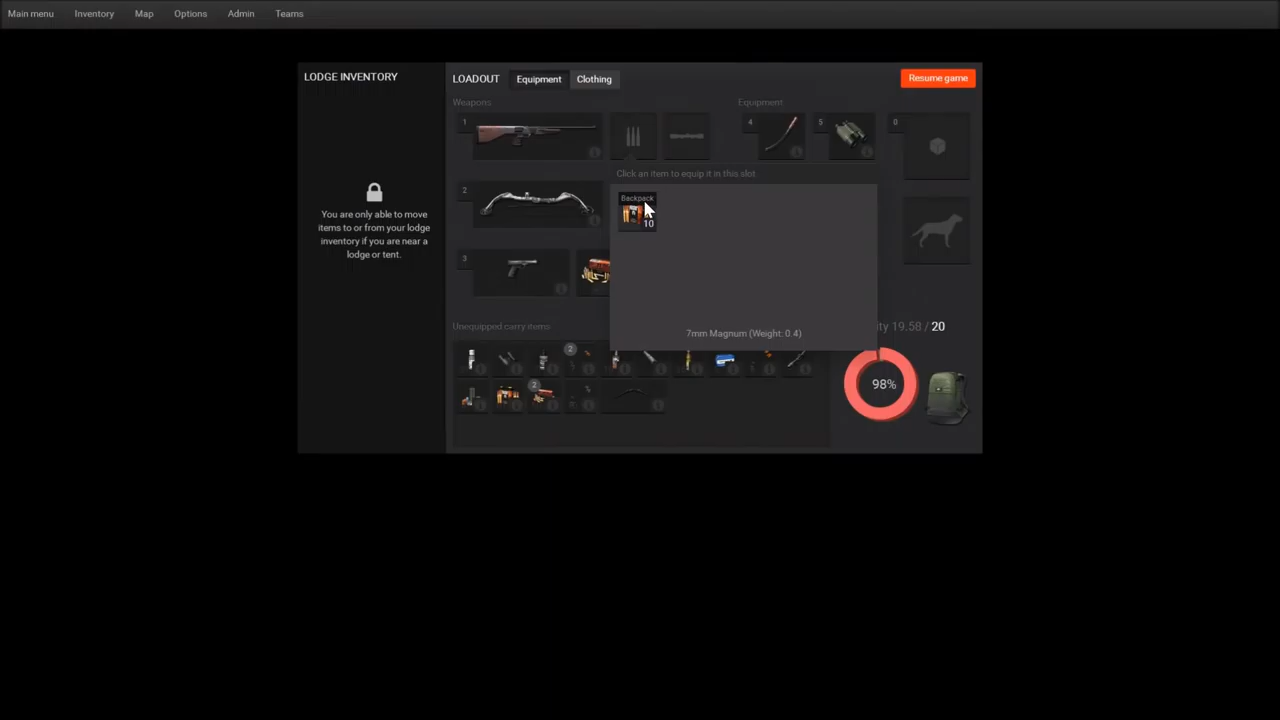 Main menu Inventory Map Options Admin Teams
LODGE INVENTORY
You are only able to move
items to or from your lodge
inventory if you are near a
lodge or tent.
LOADOUT Equipment Clothing Resume game
Weapons Equipment
1 4 5 0
Click an item to equip it in this slot.
Backpack
10
2
3
7mm Magnum (Weight: 0.4)
Unequipped carry items
ity 19.58 / 20
2
2
98%